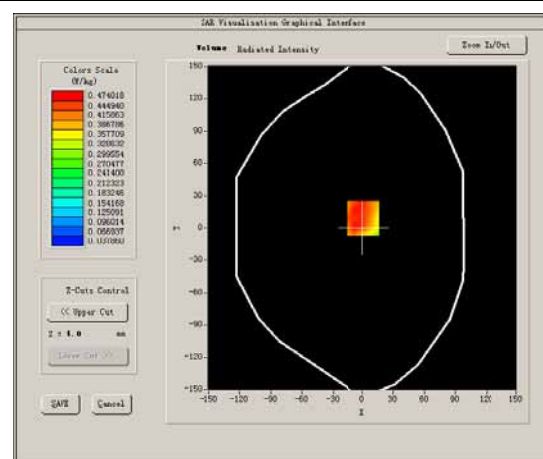 SAR Visualisation Graphical Interface
Volume Radiated Intensity
Zoom In/Out
Colors Scale
(W/kg)
0.474018
0.444940
0.415863
0.386786
0.357709
0.328632
0.299554
0.270477
0.241400
0.212323
0.183246
0.154168
0.125091
0.096014
0.066937
0.037860
150
120
90
60
30
0
-30
-60
-90
-120
-150
Y
-150 -120 -90 -60 -30 0 30 60 90 120 150
X
Z-Cuts Control
<< Upper Cut
Z = 4.0 mm
Lower Cut >>
SAVE Cancel